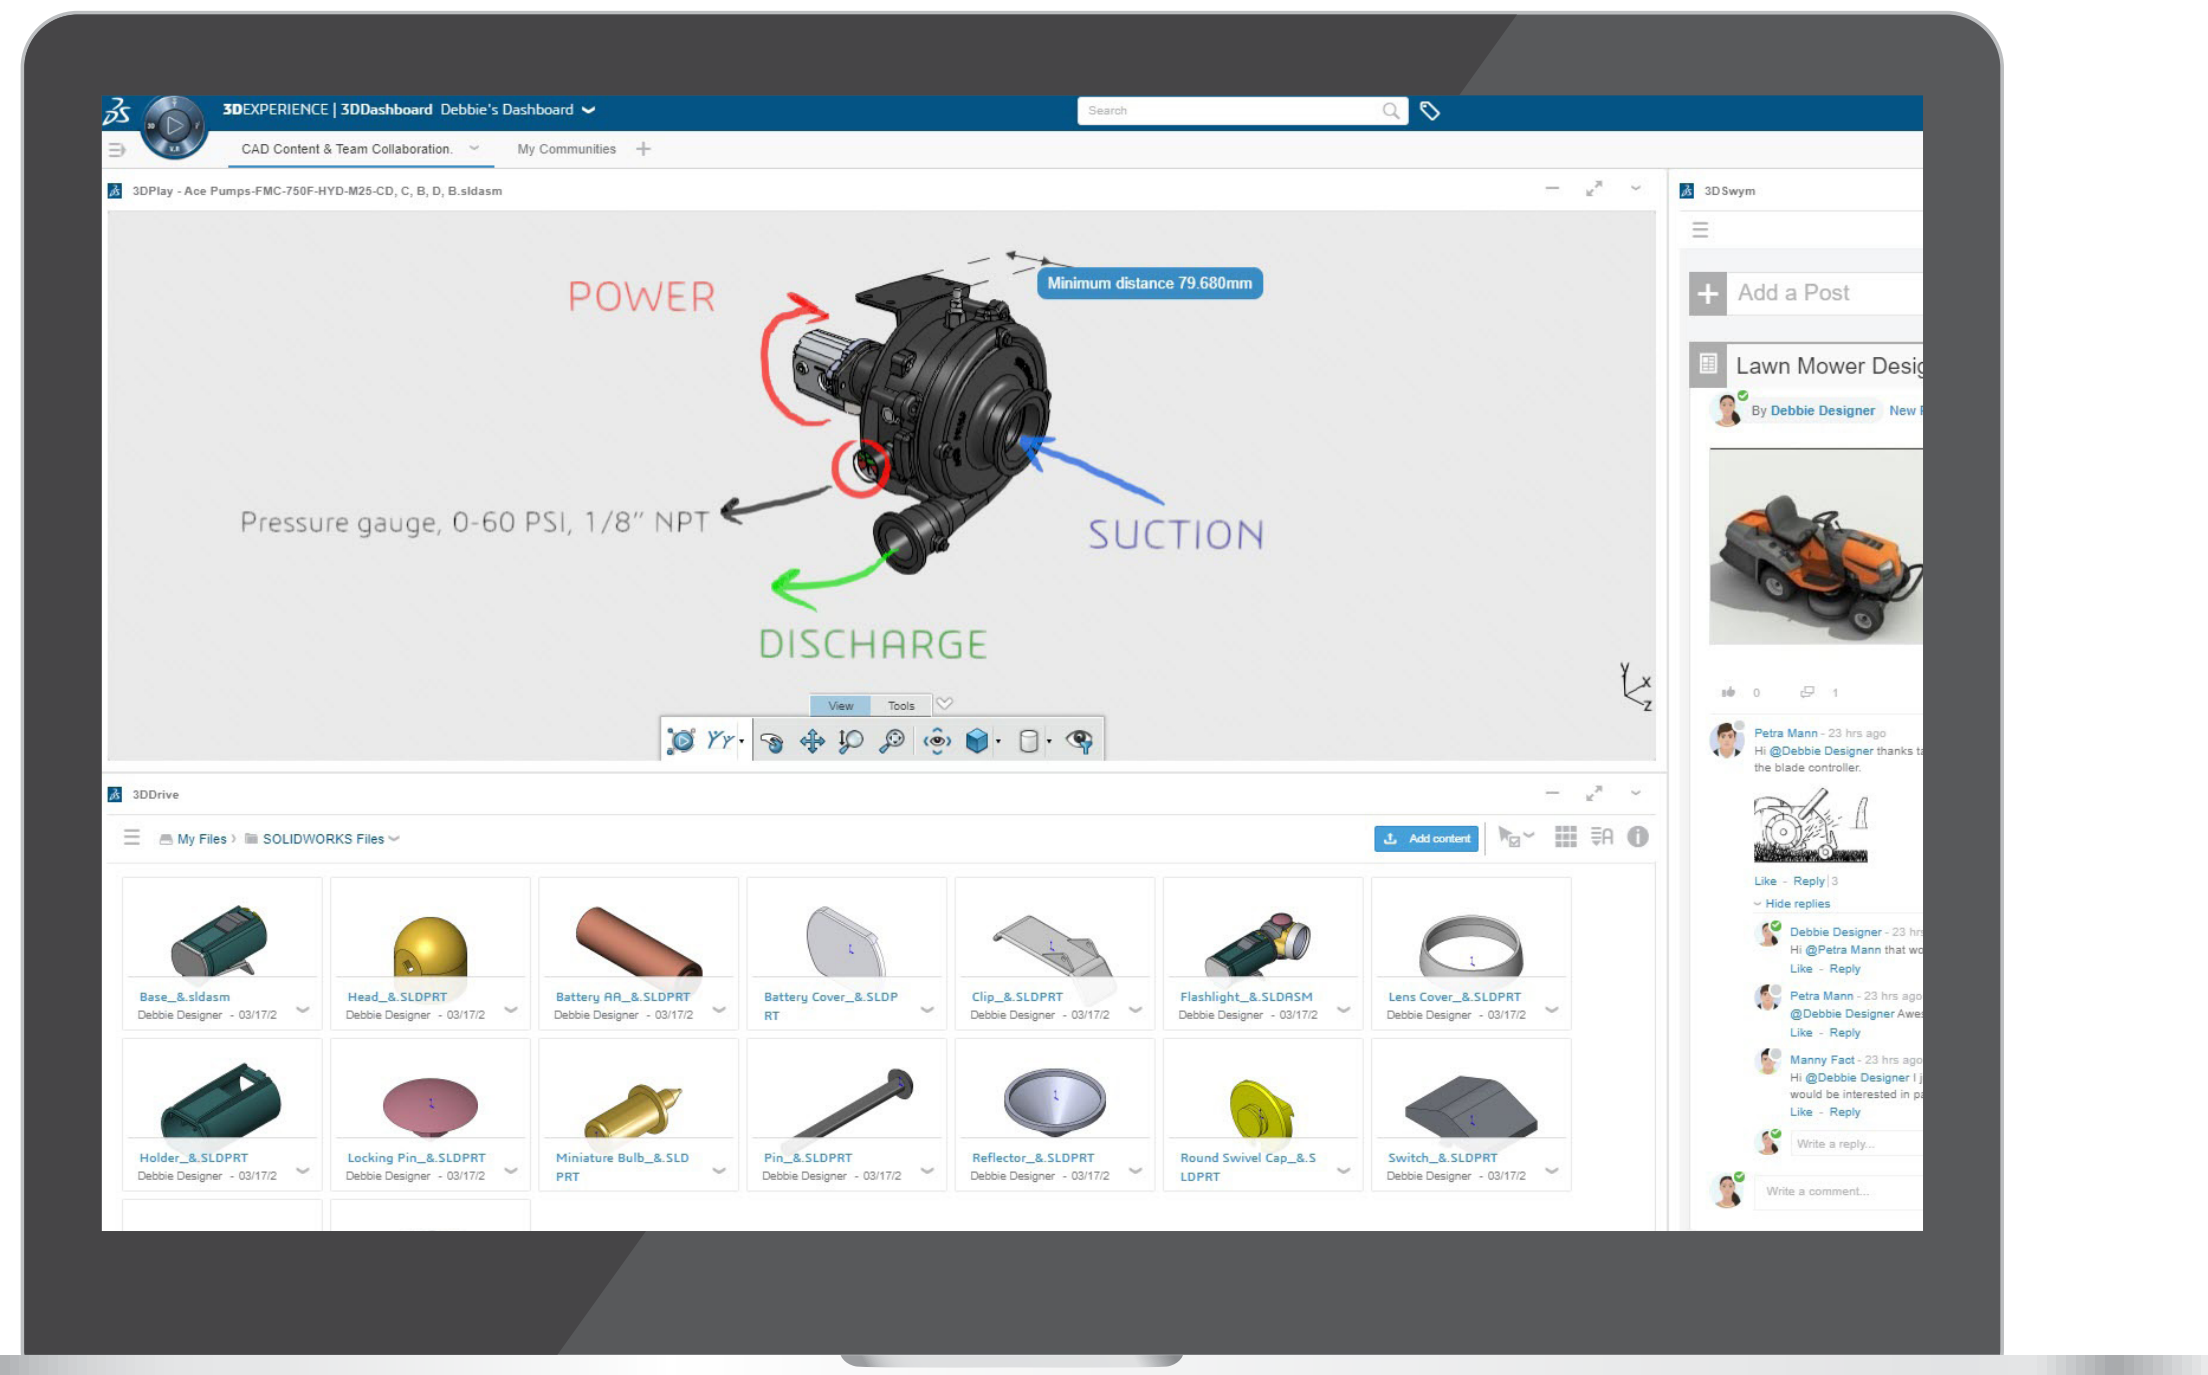 3DEXPERIENCE | 3DDashboard Debbie's Dashboard
Search
CAD Content & Team Collaboration.
My Communities
3DPlay - Ace Pumps-FMC-750F-HYD-M25-CD, C, B, D, B.sldasm
POWER
Minimum distance 79.680mm
Pressure gauge, 0-60 PSI, 1/8" NPT
SUCTION
DISCHARGE
y
x
z
View Tools
3DDrive
My Files SOLIDWORKS Files
Add content
Base_&.sldasm
Debbie Designer - 03/17/2
Head_&.SLDPRT
Debbie Designer - 03/17/2
Battery AA_&.SLDPRT
Debbie Designer - 03/17/2
Battery Cover_&.SLDP
RT
Clip_&.SLDPRT
Debbie Designer - 03/17/2
Flashlight_&.SLDASM
Debbie Designer - 03/17/2
Lens Cover_&.SLDPRT
Debbie Designer - 03/17/2
Holder_&.SLDPRT
Debbie Designer - 03/17/2
Locking Pin_&.SLDPRT
Debbie Designer - 03/17/2
Miniature Bulb_&.SLD
PRT
Pin_&.SLDPRT
Debbie Designer - 03/17/2
Reflector_&.SLDPRT
Debbie Designer - 03/17/2
Round Swivel Cap_&.S
LDPRT
Switch_&.SLDPRT
Debbie Designer - 03/17/2
3DSwym
Add a Post
Lawn Mower Desig
By Debbie Designer New
0 1
Petra Mann - 23 hrs ago
Hi @Debbie Designer thanks ta
the blade controller.
Like - Reply 3
Hide replies
Debbie Designer - 23 hrs
Hi @Petra Mann that wo
Like - Reply
Petra Mann - 23 hrs ago
@Debbie Designer Awes
Like - Reply
Manny Fact - 23 hrs ago
Hi @Debbie Designer I j
would be interested in pa
Like - Reply
Write a reply...
Write a comment...